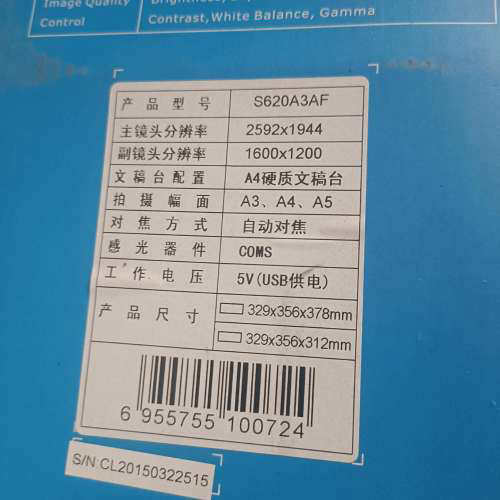 Image Quality
Control
Contrast, White Balance, Gamma
产品型号 S620A3AF
主镜头分辨率 2592x1944
副镜头分辨率 1600x1200
文稿台配置 A4硬质文稿台
拍摄幅面 A3、A4、A5
对焦方式 自动对焦
感光器件 COMS
工作电压 5V(USB供电)
产品尺寸 329x356x378mm
329x356x312mm
6 955755 100724
S/N:CL20150322515